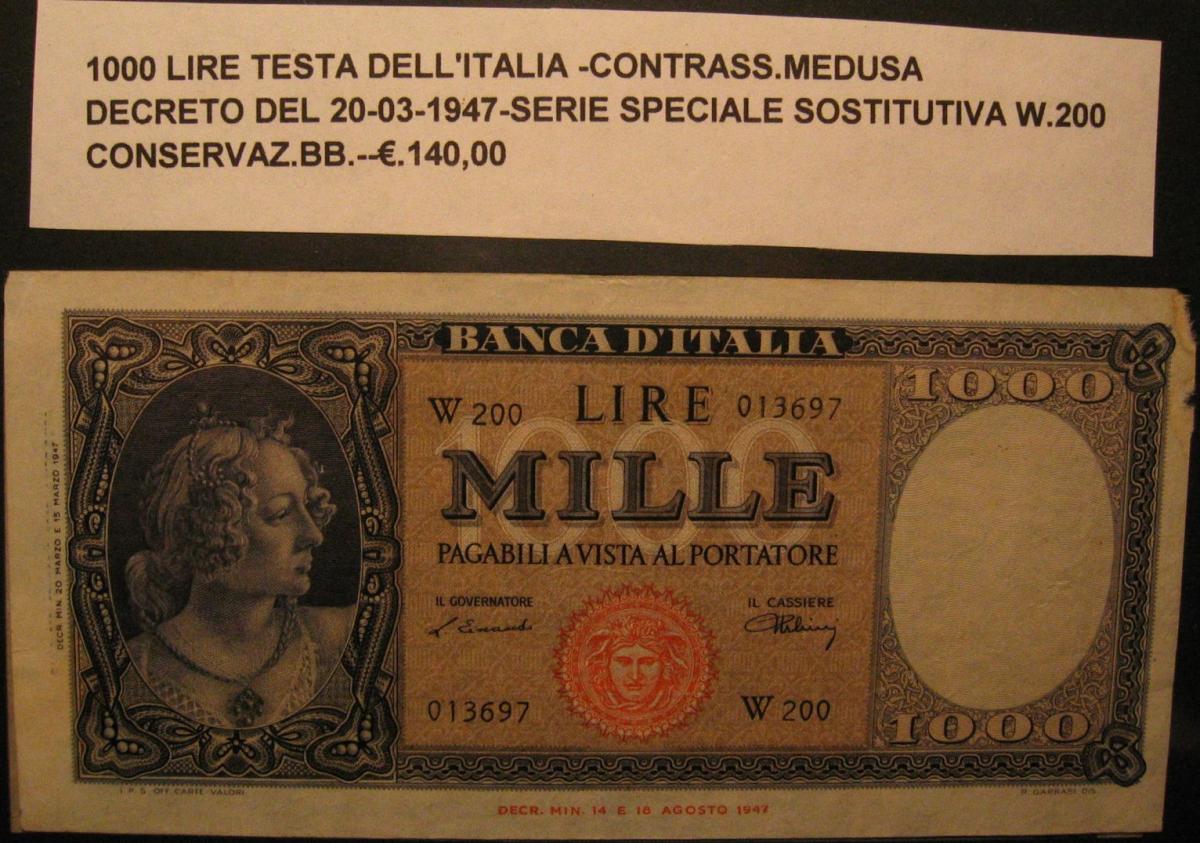 1000 LIRE TESTA DELL'ITALIA -CONTRASS.MEDUSA
DECRETO DEL 20-03-1947-SERIE SPECIALE SOSTITUTIVA W.200
CONSERVAZ.BB.--€.140,00
BANCA D'ITALIA
1000
W 200 LIRE 013697
1000
MILLE
PAGABILI A VISTA AL PORTATORE
IL GOVERNATORE
IL CASSIERE
L. Einaudi
013697
W 200
1000
DECR. MIN. 20 MARZO E 15 MARZO 1947
I.P.S. OFF. CARTE VALORI
R. GARRASI DIS.
DECR. MIN. 14 E 18 AGOSTO 1947